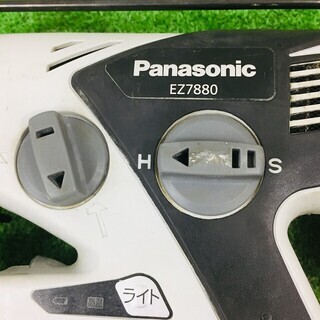 Panasonic
EZ7880
H S
ライト